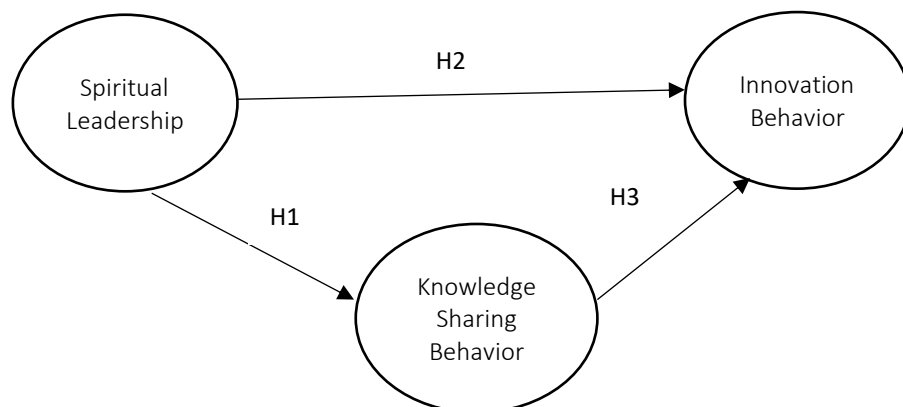 Spiritual
Leadership
H2
Innovation
Behavior
H1
H3
Knowledge
Sharing
Behavior